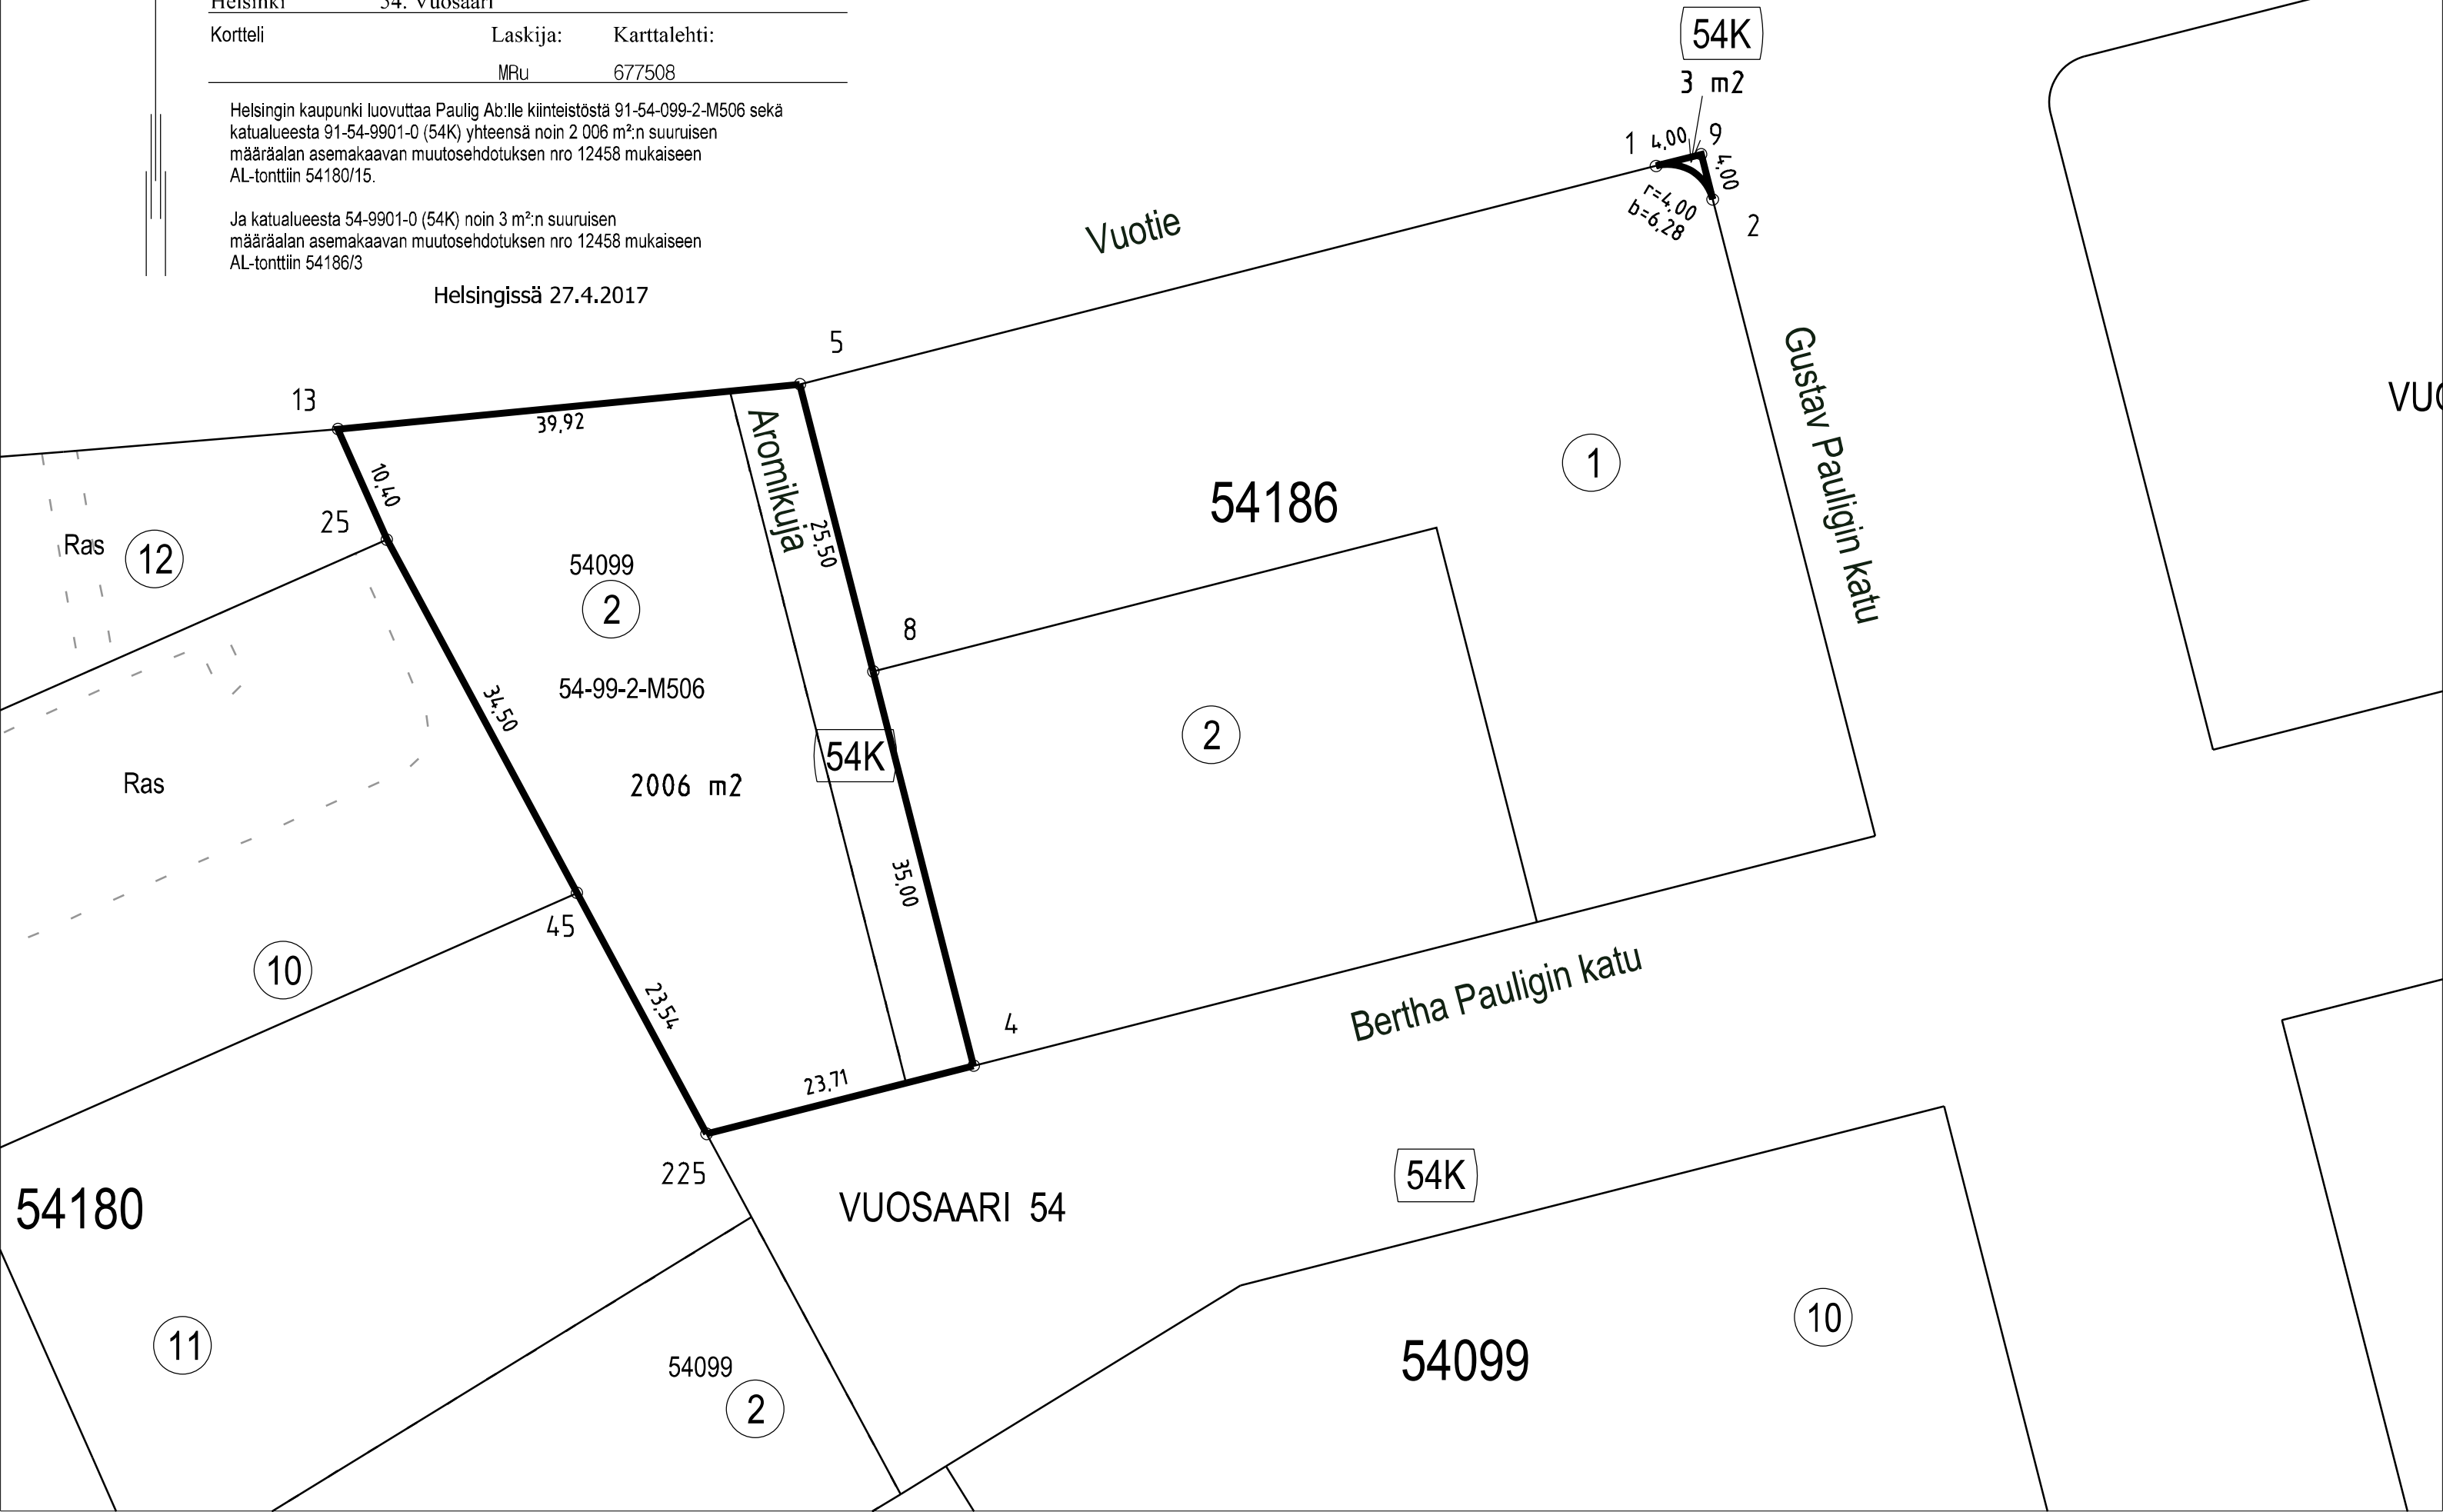 Helsinki 54. Vuosaari
Kortteli Laskija: Karttalehti:
MRu 677508
Helsingin kaupunki luovuttaa Paulig Ab:lle kiinteistöstä 91-54-099-2-M506 sekä
katualueesta 91-54-9901-0 (54K) yhteensä noin 2 006 m²:n suuruisen
määräalan asemakaavan muutosehdotuksen nro 12458 mukaiseen
AL-tonttiin 54180/15.
Ja katualueesta 54-9901-0 (54K) noin 3 m²:n suuruisen
määräalan asemakaavan muutosehdotuksen nro 12458 mukaiseen
AL-tonttiin 54186/3
Helsingissä 27.4.2017
54K
3 m2
1
4,00
9
4,00
r=4,00
b=6,28
2
Vuotie
Gustav Pauligin katu
5
13
39,92
Aromikuja
10,40
25
25,50
54186
1
Ras
12
54099
2
8
54-99-2-M506
34,50
54K
2
2006 m2
Ras
35,00
45
10
23,54
4
23,71
Bertha Pauligin katu
225
54K
VUOSAARI 54
54180
11
54099
2
10
54099